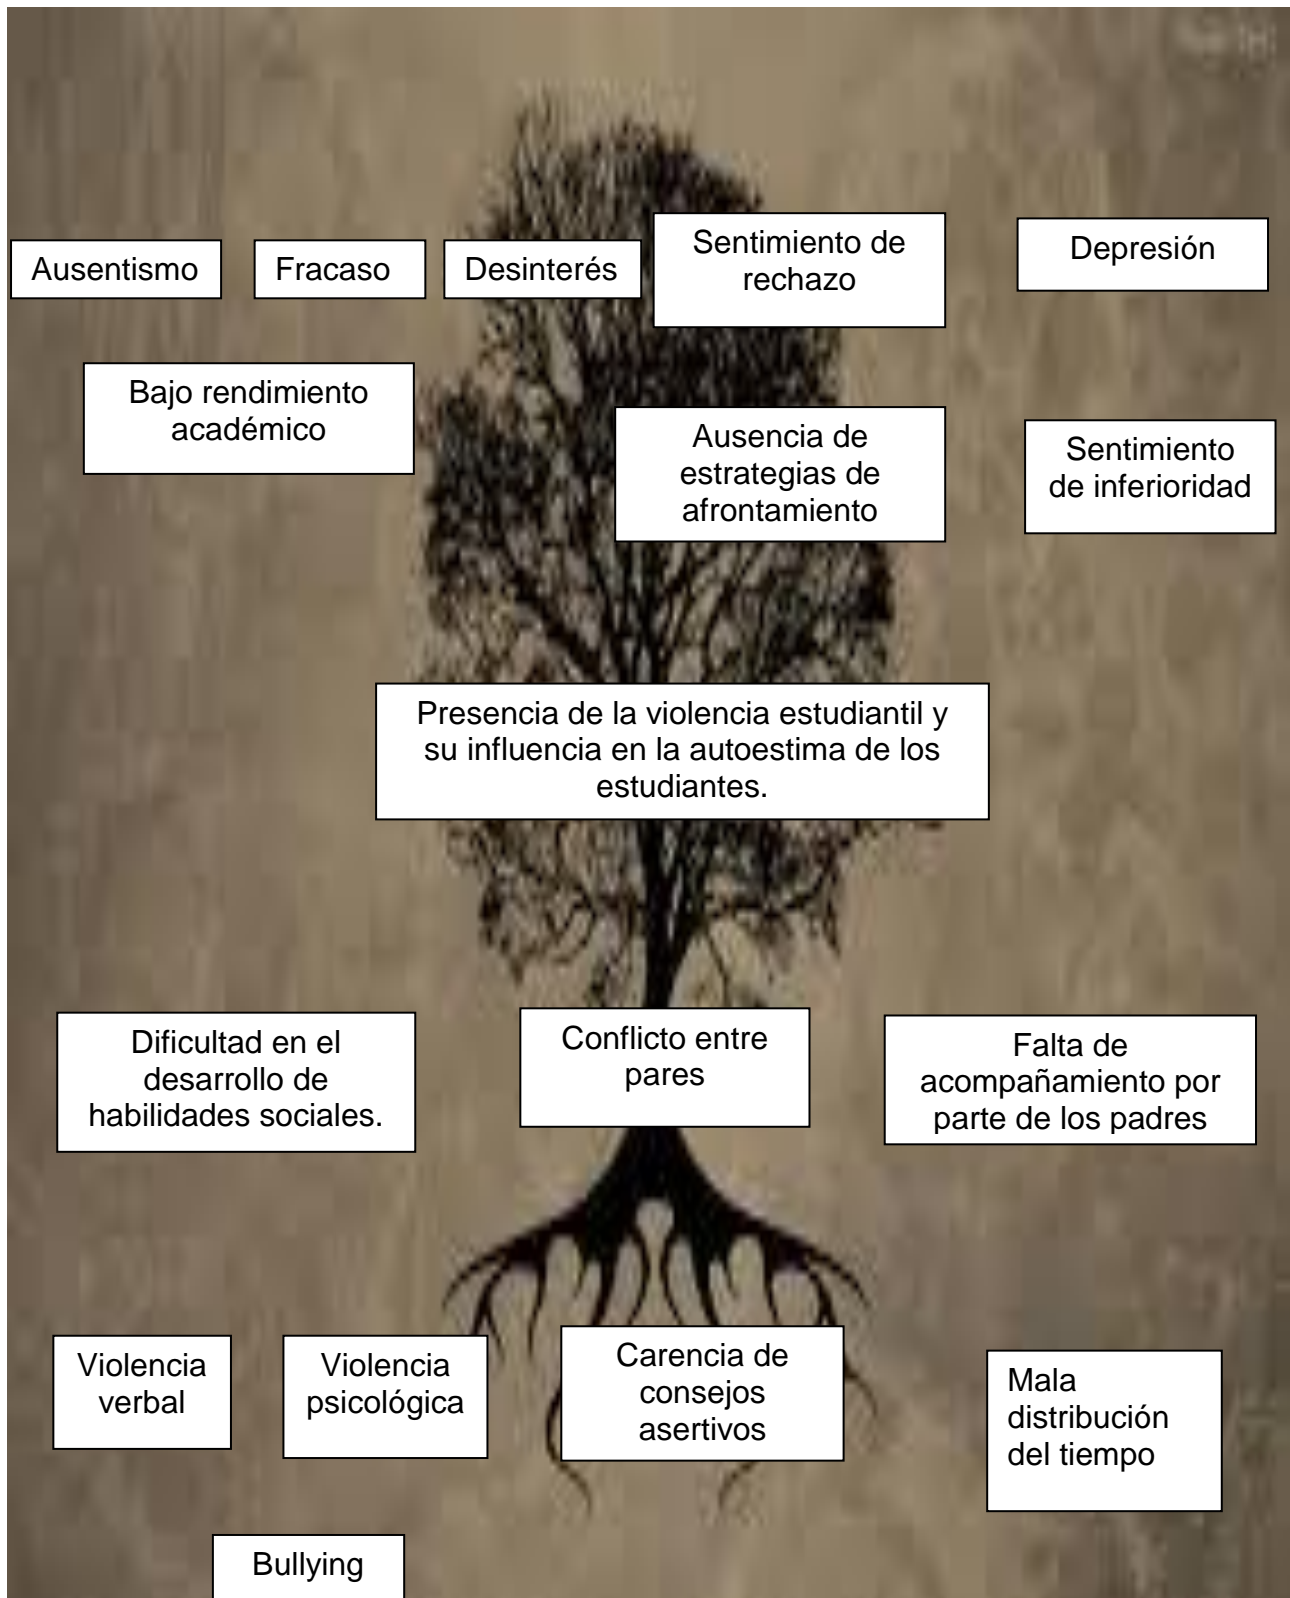 Ausentismo
Fracaso
Desinterés
Sentimiento de
rechazo
Depresión
Bajo rendimiento
académico
Ausencia de
estrategias de
afrontamiento
Sentimiento
de inferioridad
Presencia de la violencia estudiantil y
su influencia en la autoestima de los
estudiantes.
Dificultad en el
desarrollo de
habilidades sociales.
Conflicto entre
pares
Falta de
acompañamiento por
parte de los padres
Violencia
verbal
Violencia
psicológica
Carencia de
consejos
asertivos
Mala
distribución
del tiempo
Bullying